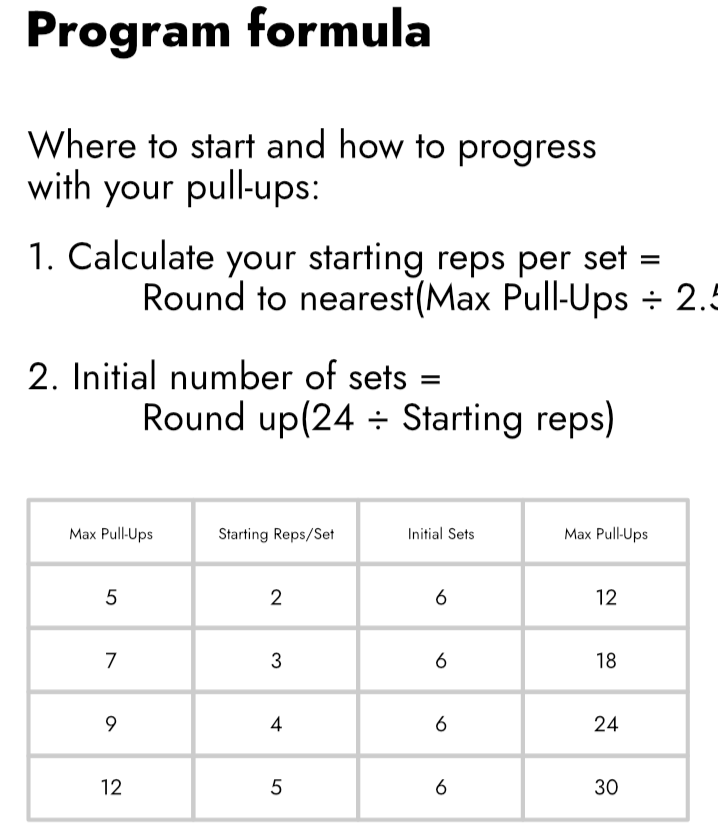 Program formula
Where to start and how to progress
with your pull-ups:
1. Calculate your starting reps per set =
Round to nearest(Max Pull-Ups ÷ 2.5
2. Initial number of sets =
Round up(24 ÷ Starting reps)
Max Pull-Ups Starting Reps/Set Initial Sets Max Pull-Ups
5 2 6 12
7 3 6 18
9 4 6 24
12 5 6 30